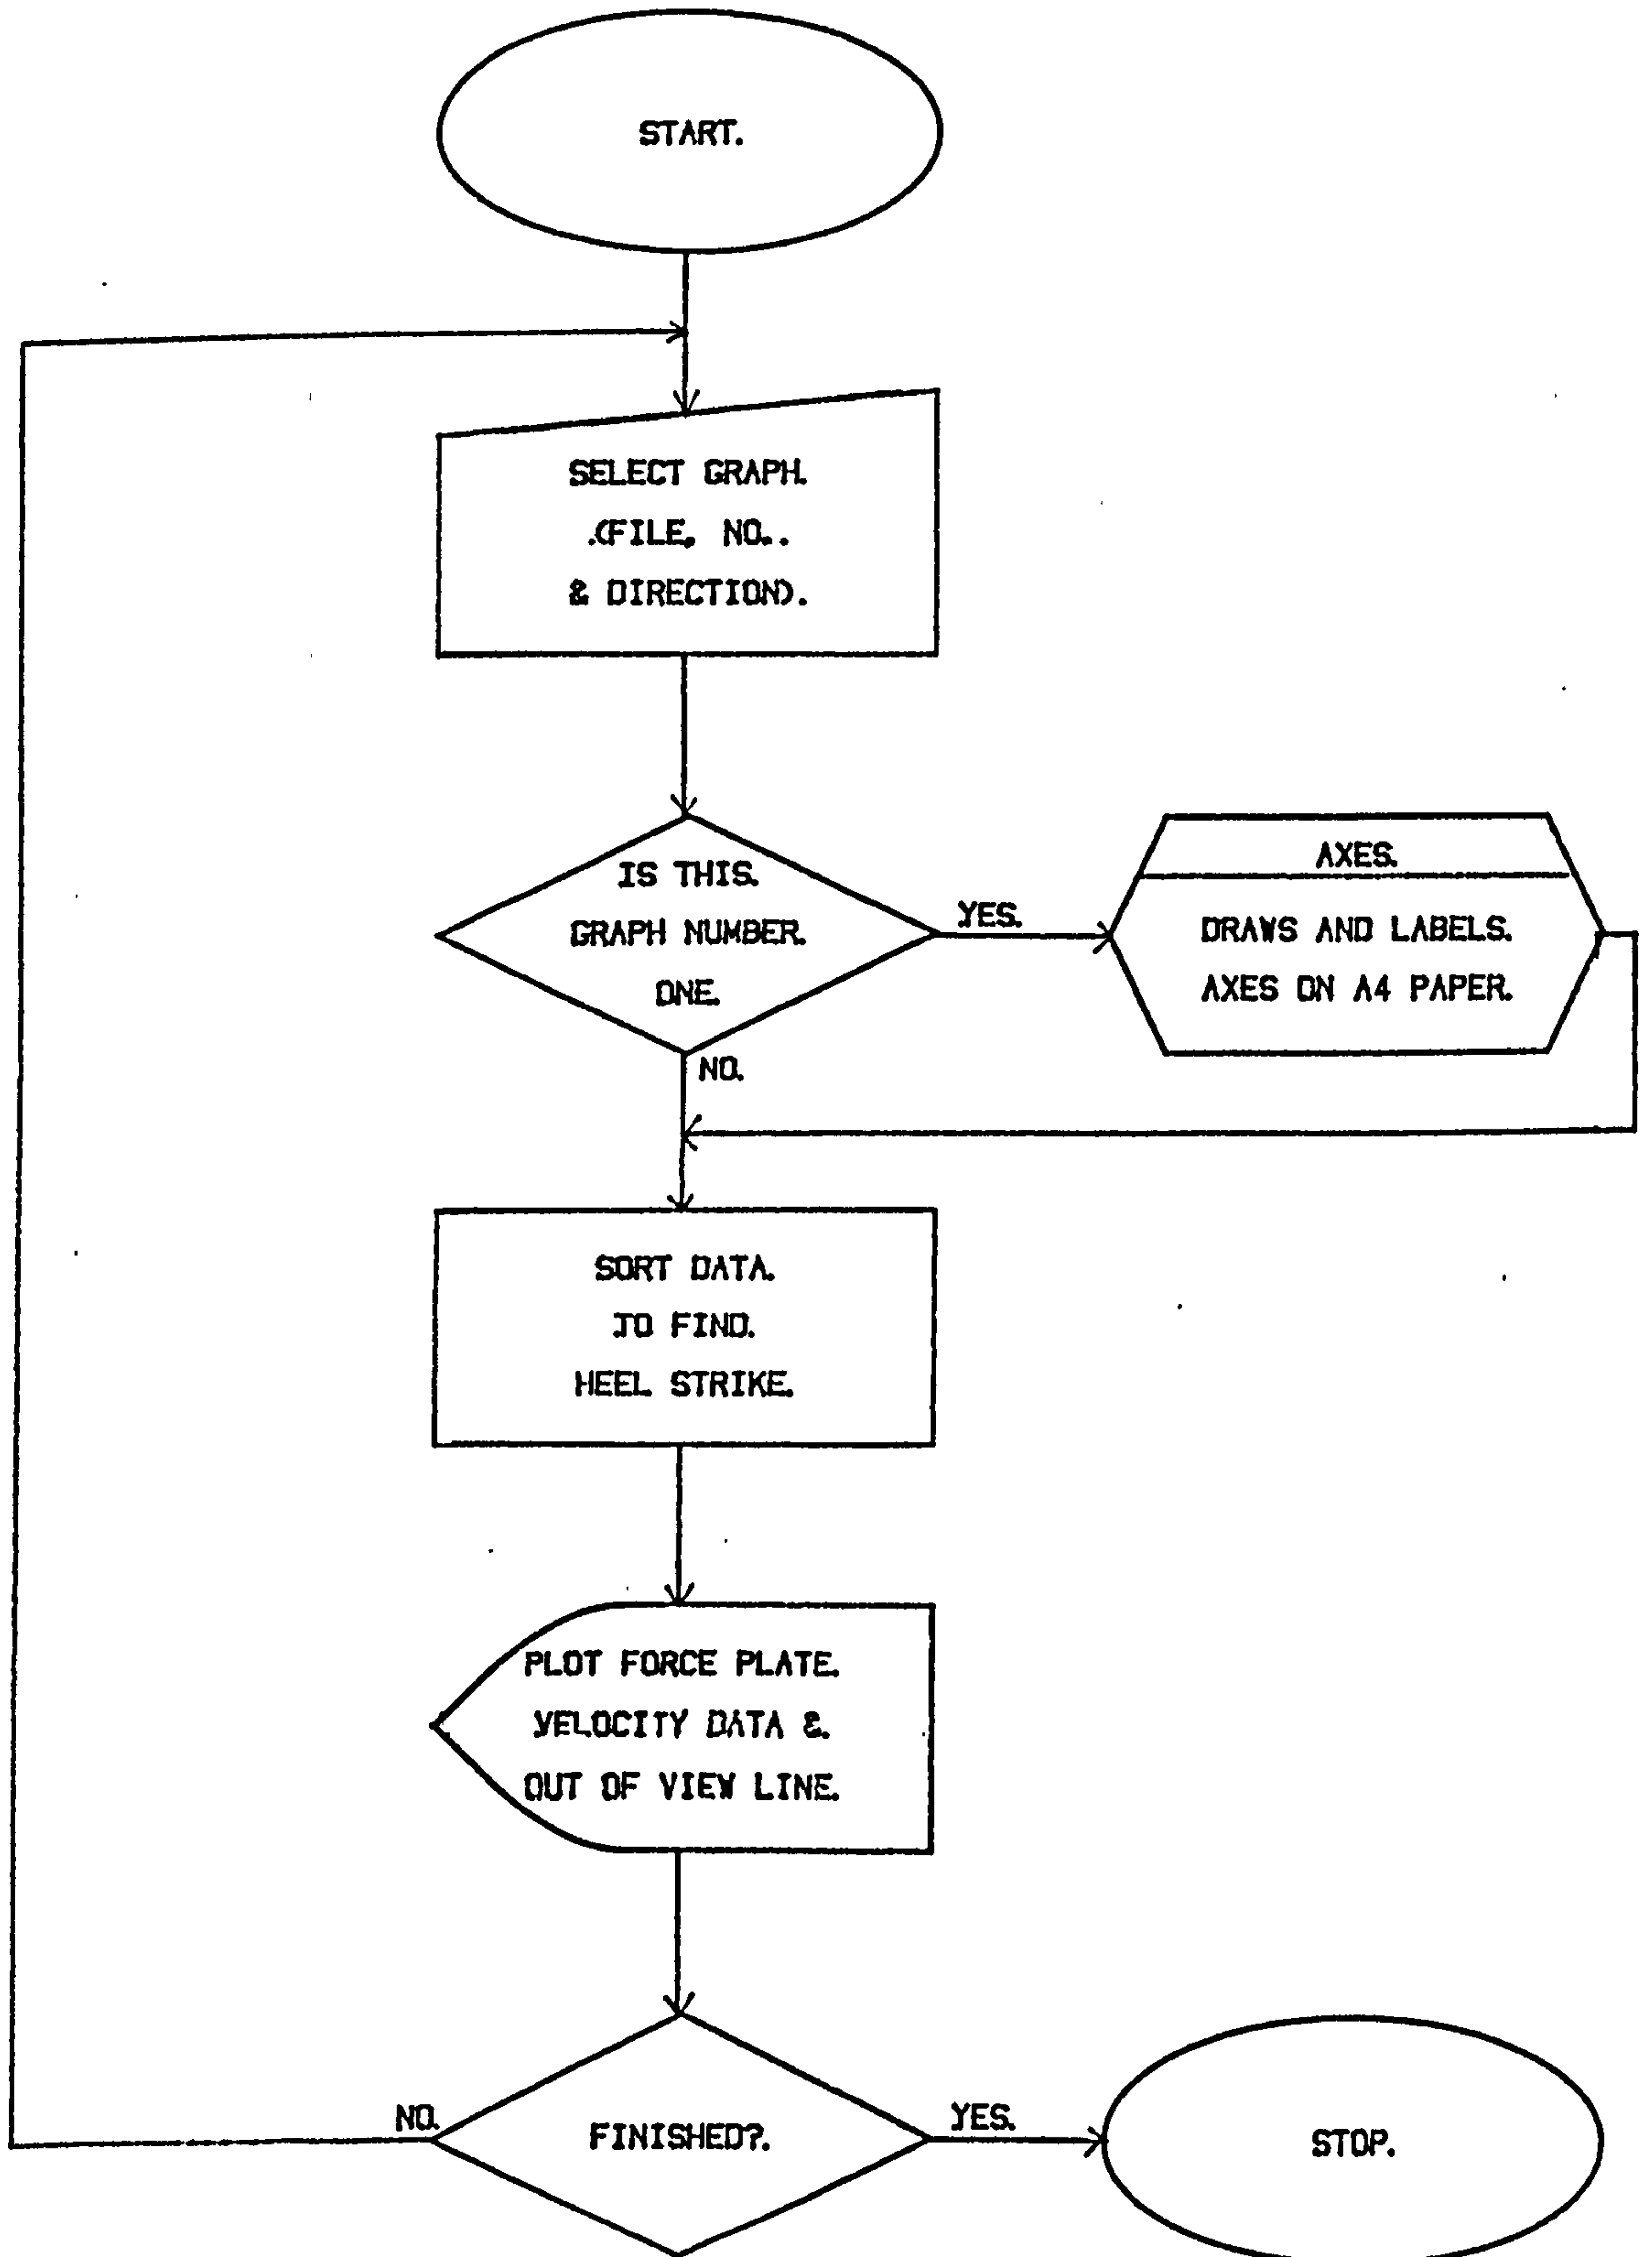 START.
SELECT GRAPH.
.(FILE, NO..
& DIRECTION).
IS THIS.
GRAPH NUMBER.
ONE.
YES.
AXES.
DRAWS AND LABELS.
AXES ON A4 PAPER.
NO.
SORT DATA.
TO FIND.
HEEL STRIKE.
PLOT FORCE PLATE.
VELOCITY DATA &.
OUT OF VIEW LINE.
NO.
FINISHED?.
YES.
STOP.